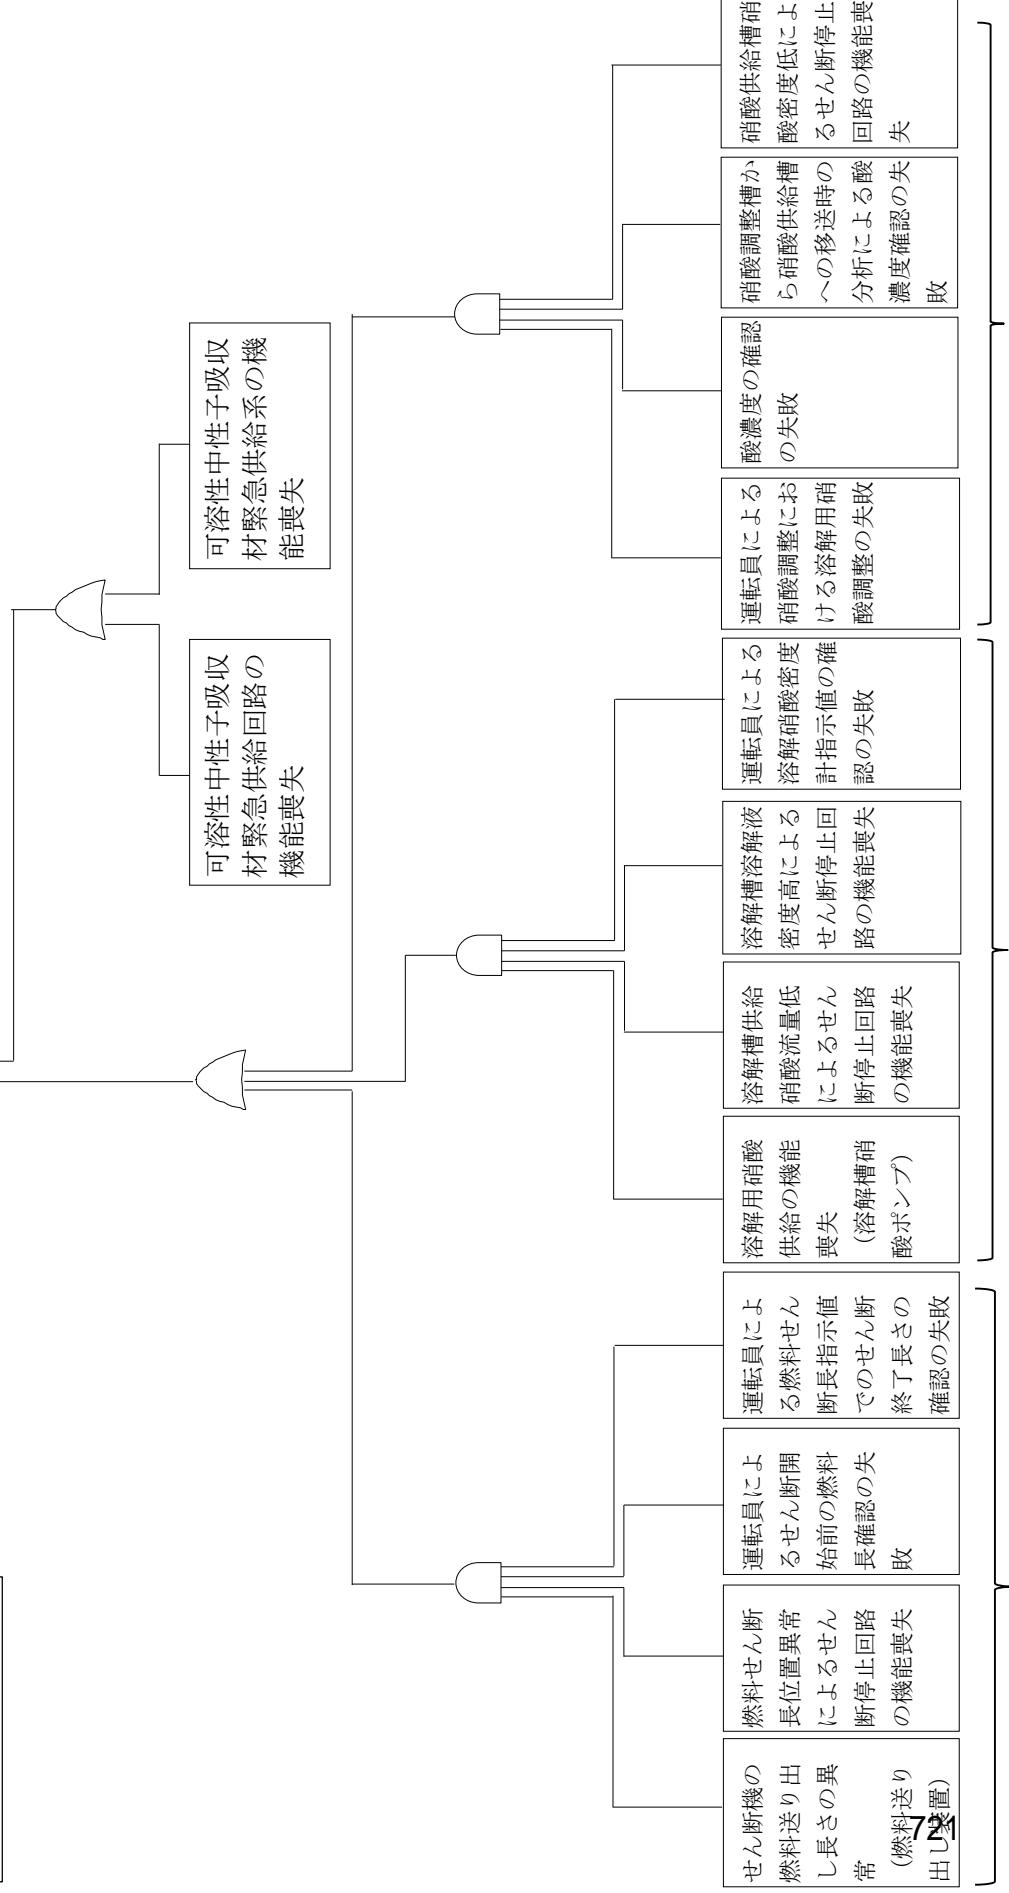 可溶性中性子吸収
材緊急供給回路の
機能喪失
可溶性中性子吸収
材緊急供給系の機
能喪失
せん断機の
燃料送り出
し長さの異
常
(燃料送り
出し装置)
燃料せん断
長位置異常
によるせん
断停止回路
の機能喪失
運転員によ
るせん断開
始前の燃料
長確認の失
敗
運転員によ
る燃料せん
断長指示値
でのせん断
終了長さの
確認の失敗
溶解用硝酸
供給の機能
喪失
(溶解槽硝
酸ポンプ)
溶解槽供給
硝酸流量低
によるせん
断停止回路
の機能喪失
溶解槽溶解液
密度高による
せん断停止回
路の機能喪失
運転員による
溶解硝酸密度
計指示値の確
認の失敗
運転員による
硝酸調整にお
ける溶解用硝
酸調整の失敗
酸濃度の確認
の失敗
硝酸調整槽か
ら硝酸供給槽
への移送時の
分析による酸
濃度確認の失
敗
硝酸供給槽硝
酸密度低によ
るせん断停止
回路の機能喪
失
721